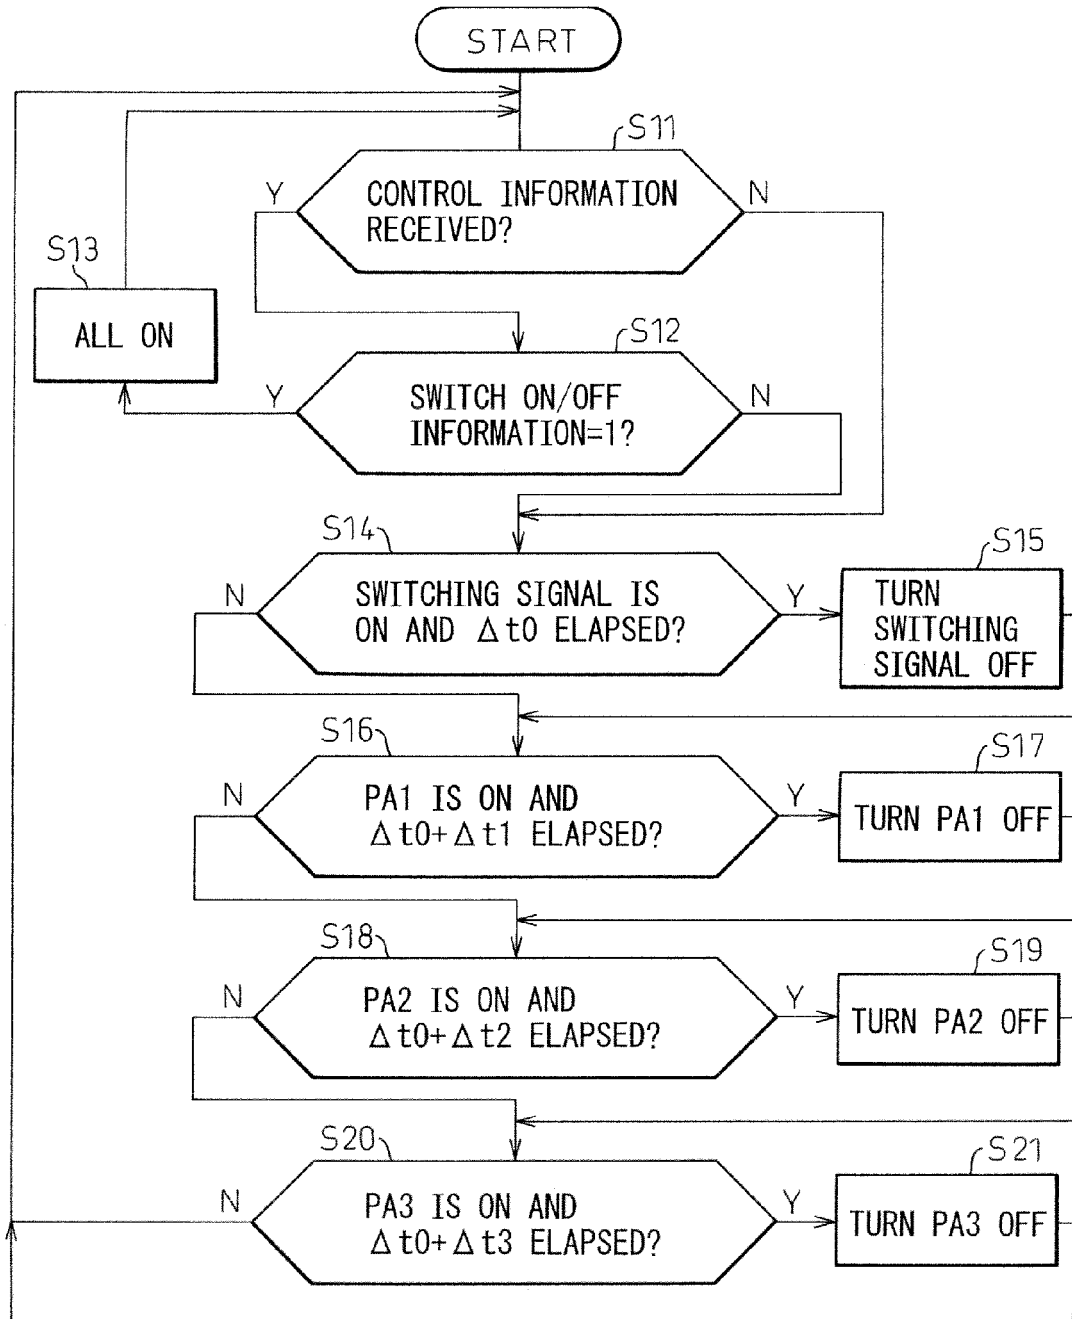 START
S11
Y
CONTROL INFORMATION
RECEIVED?
N
S13
ALL ON
S12
Y
SWITCH ON/OFF
INFORMATION=1?
N
S14
N
SWITCHING SIGNAL IS
ON AND Δt0 ELAPSED?
Y
S15
TURN
SWITCHING
SIGNAL OFF
S16
N
PA1 IS ON AND
Δt0+Δt1 ELAPSED?
Y
S17
TURN PA1 OFF
S18
N
PA2 IS ON AND
Δt0+Δt2 ELAPSED?
Y
S19
TURN PA2 OFF
S20
N
PA3 IS ON AND
Δt0+Δt3 ELAPSED?
Y
S21
TURN PA3 OFF